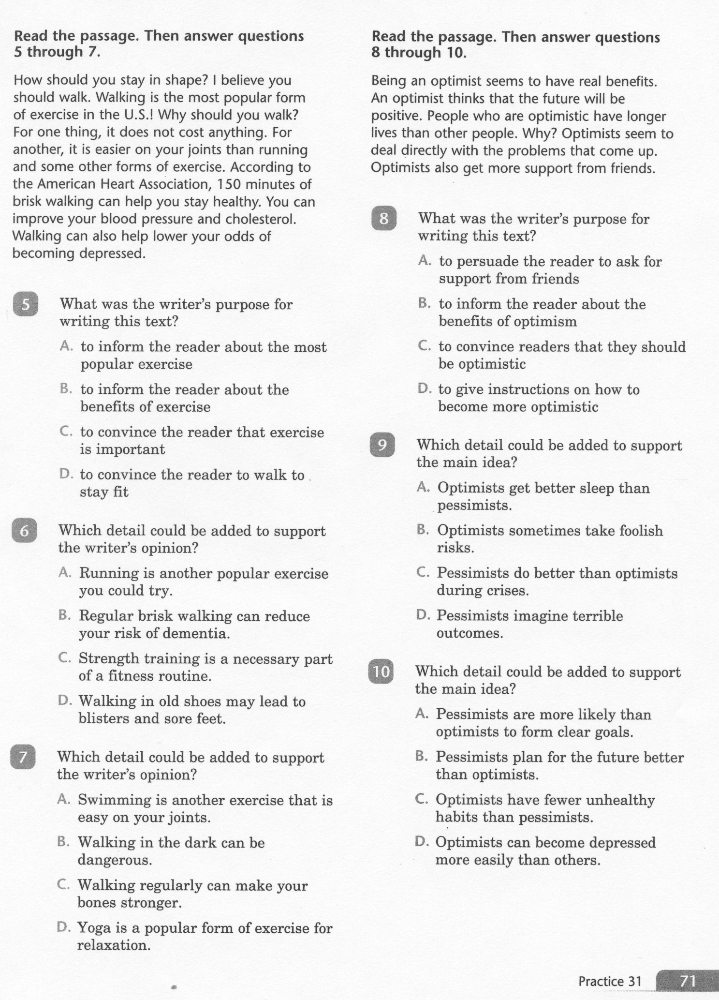 Read the passage. Then answer questions
5 through 7.
How should you stay in shape? I believe you
should walk. Walking is the most popular form
of exercise in the U.S.! Why should you walk?
For one thing, it does not cost anything. For
another, it is easier on your joints than running
and some other forms of exercise. According to
the American Heart Association, 150 minutes of
brisk walking can help you stay healthy. You can
improve your blood pressure and cholesterol.
Walking can also help lower your odds of
becoming depressed.
5 What was the writer's purpose for
writing this text?
A. to inform the reader about the most
popular exercise
B. to inform the reader about the
benefits of exercise
C. to convince the reader that exercise
is important
D. to convince the reader to walk to
stay fit
6 Which detail could be added to support
the writer's opinion?
A. Running is another popular exercise
you could try.
B. Regular brisk walking can reduce
your risk of dementia.
C. Strength training is a necessary part
of a fitness routine.
D. Walking in old shoes may lead to
blisters and sore feet.
7 Which detail could be added to support
the writer's opinion?
A. Swimming is another exercise that is
easy on your joints.
B. Walking in the dark can be
dangerous.
C. Walking regularly can make your
bones stronger.
D. Yoga is a popular form of exercise for
relaxation.
Read the passage. Then answer questions
8 through 10.
Being an optimist seems to have real benefits.
An optimist thinks that the future will be
positive. People who are optimistic have longer
lives than other people. Why? Optimists seem to
deal directly with the problems that come up.
Optimists also get more support from friends.
8 What was the writer's purpose for
writing this text?
A. to persuade the reader to ask for
support from friends
B. to inform the reader about the
benefits of optimism
C. to convince readers that they should
be optimistic
D. to give instructions on how to
become more optimistic
9 Which detail could be added to support
the main idea?
A. Optimists get better sleep than
pessimists.
B. Optimists sometimes take foolish
risks.
C. Pessimists do better than optimists
during crises.
D. Pessimists imagine terrible
outcomes.
10 Which detail could be added to support
the main idea?
A. Pessimists are more likely than
optimists to form clear goals.
B. Pessimists plan for the future better
than optimists.
C. Optimists have fewer unhealthy
habits than pessimists.
D. Optimists can become depressed
more easily than others.
Practice 31 71